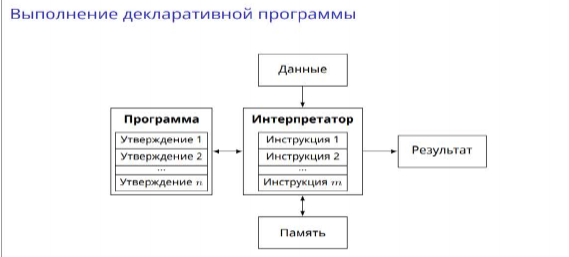 Выполнение декларативной программы
Данные
Программа
Утверждение 1
Утверждение 2
...
Утверждение n
Интерпретатор
Инструкция 1
Инструкция 2
...
Инструкция m
Результат
Память